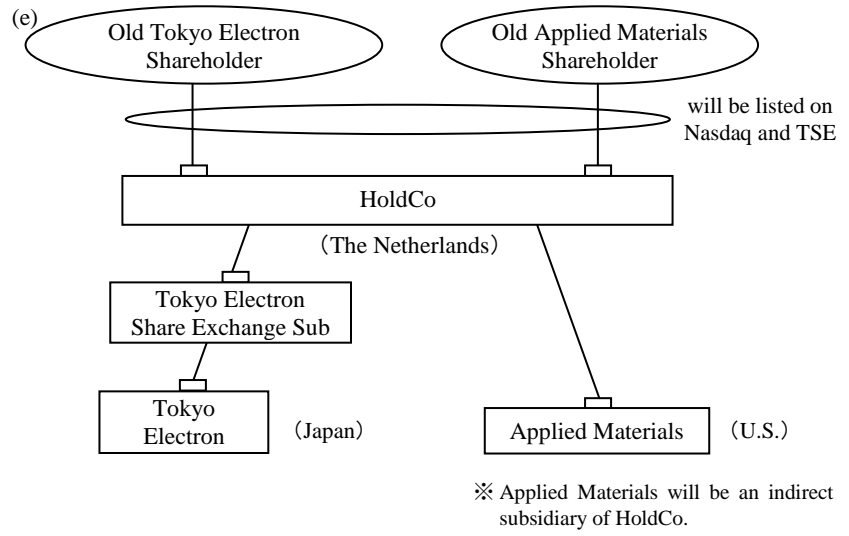 (e)
Old Tokyo Electron
Shareholder
Old Applied Materials
Shareholder
will be listed on
Nasdaq and TSE
HoldCo
（The Netherlands）
Tokyo Electron
Share Exchange Sub
Tokyo
Electron
（Japan）
Applied Materials
（U.S.）
※ Applied Materials will be an indirect
subsidiary of HoldCo.